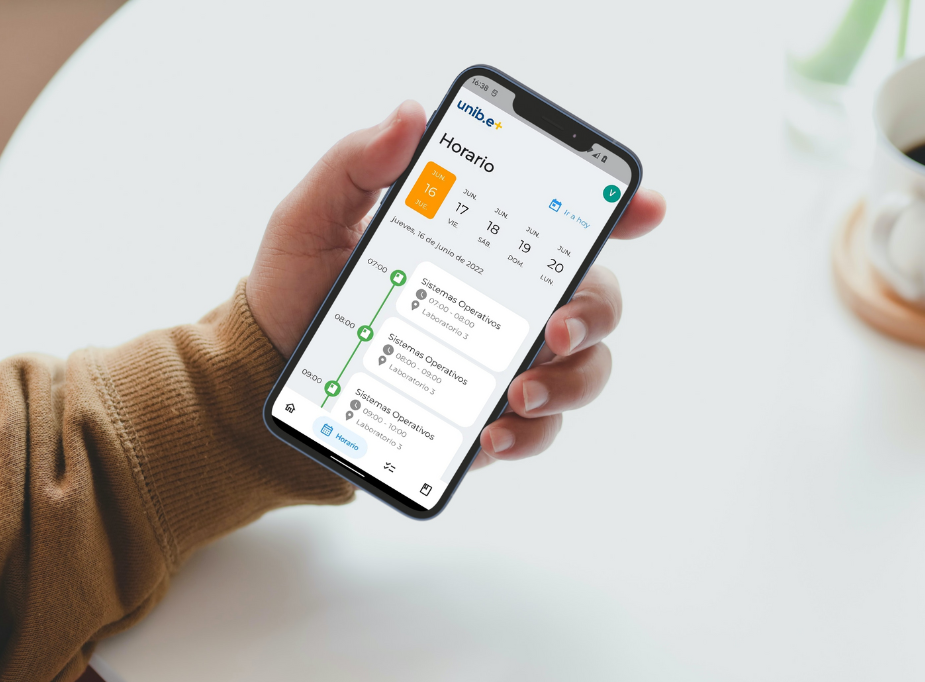 16:38
unib.e+
Horario
V
Ir a hoy
JUN. JUN. JUN. JUN. JUN.
16 17 18 19 20
JUE. VIE. SÁB. DOM. LUN.
jueves, 16 de junio de 2022
07:00
Sistemas Operativos
07:00 - 08:00
Laboratorio 3
08:00
Sistemas Operativos
08:00 - 09:00
Laboratorio 3
09:00
Sistemas Operativos
09:00 - 10:00
Laboratorio 3
Horario